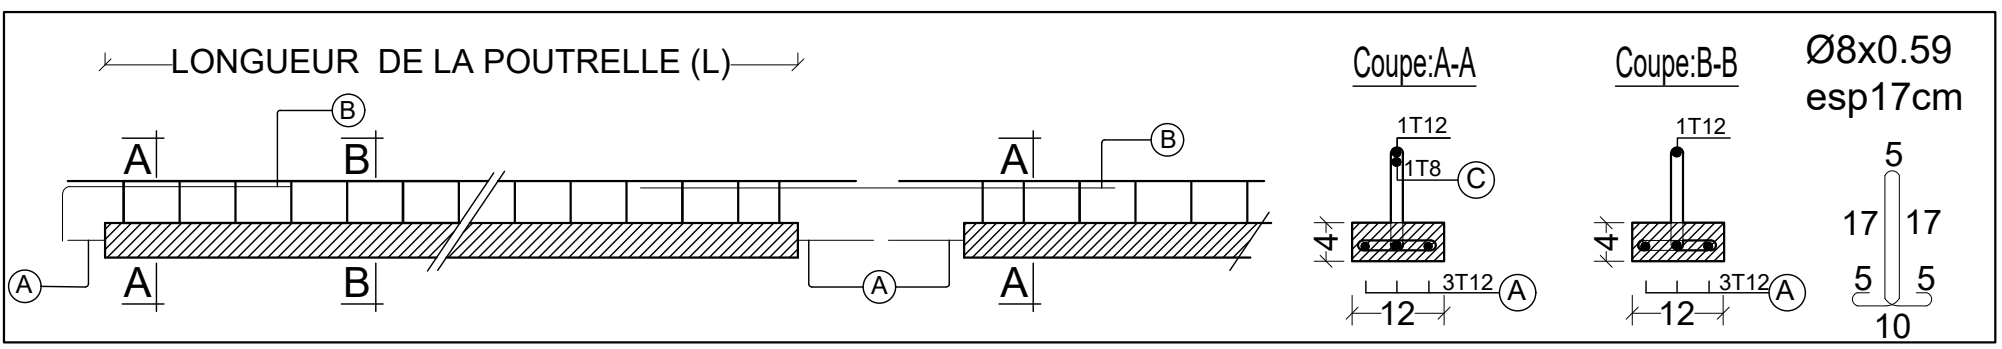 LONGUEUR DE LA POUTRELLE (L)
Coupe:A-A
Coupe:B-B
Ø8x0.59
esp17cm
B
B
A
B
A
1T12
1T8
C
1T12
5
17
17
4
4
5
5
A
A
B
A
A
3T12
A
3T12
A
12
12
10